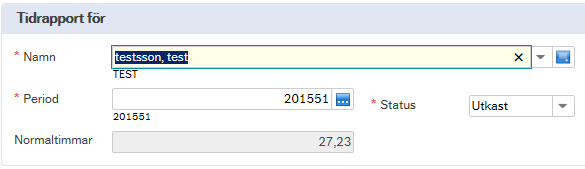 Tidrapport för
* Namn testsson, test
TEST
* Period 201551 * Status Utkast
201551
Normaltimmar 27,23